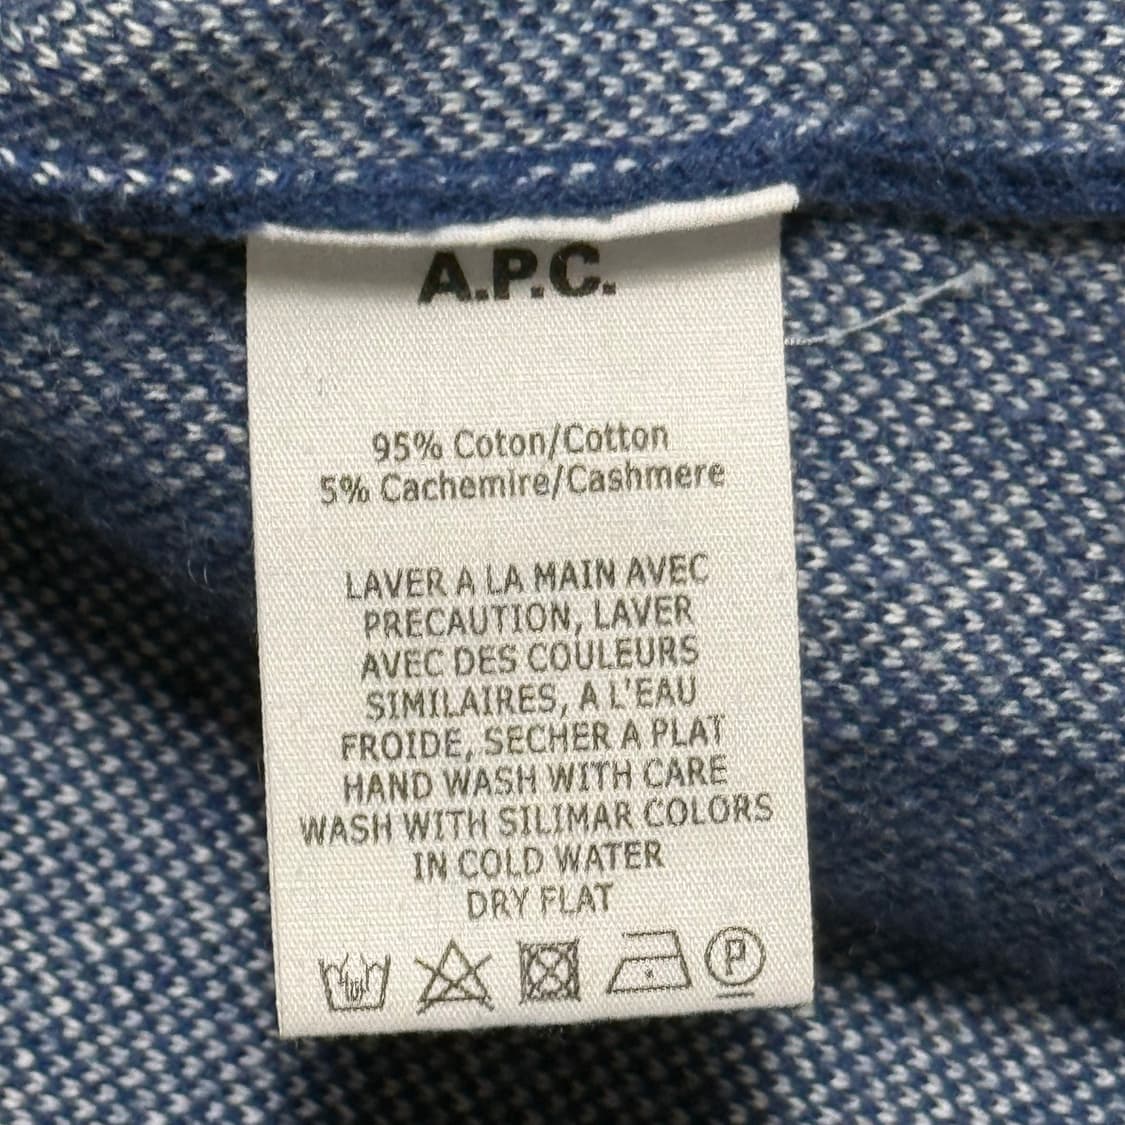 A.P.C.
95% Coton/Cotton
5% Cachemire/Cashmere
LAVER A LA MAIN AVEC
PRECAUTION, LAVER
AVEC DES COULEURS
SIMILAIRES, A L'EAU
FROIDE, SECHER A PLAT
HAND WASH WITH CARE
WASH WITH SILIMAR COLORS
IN COLD WATER
DRY FLAT
P